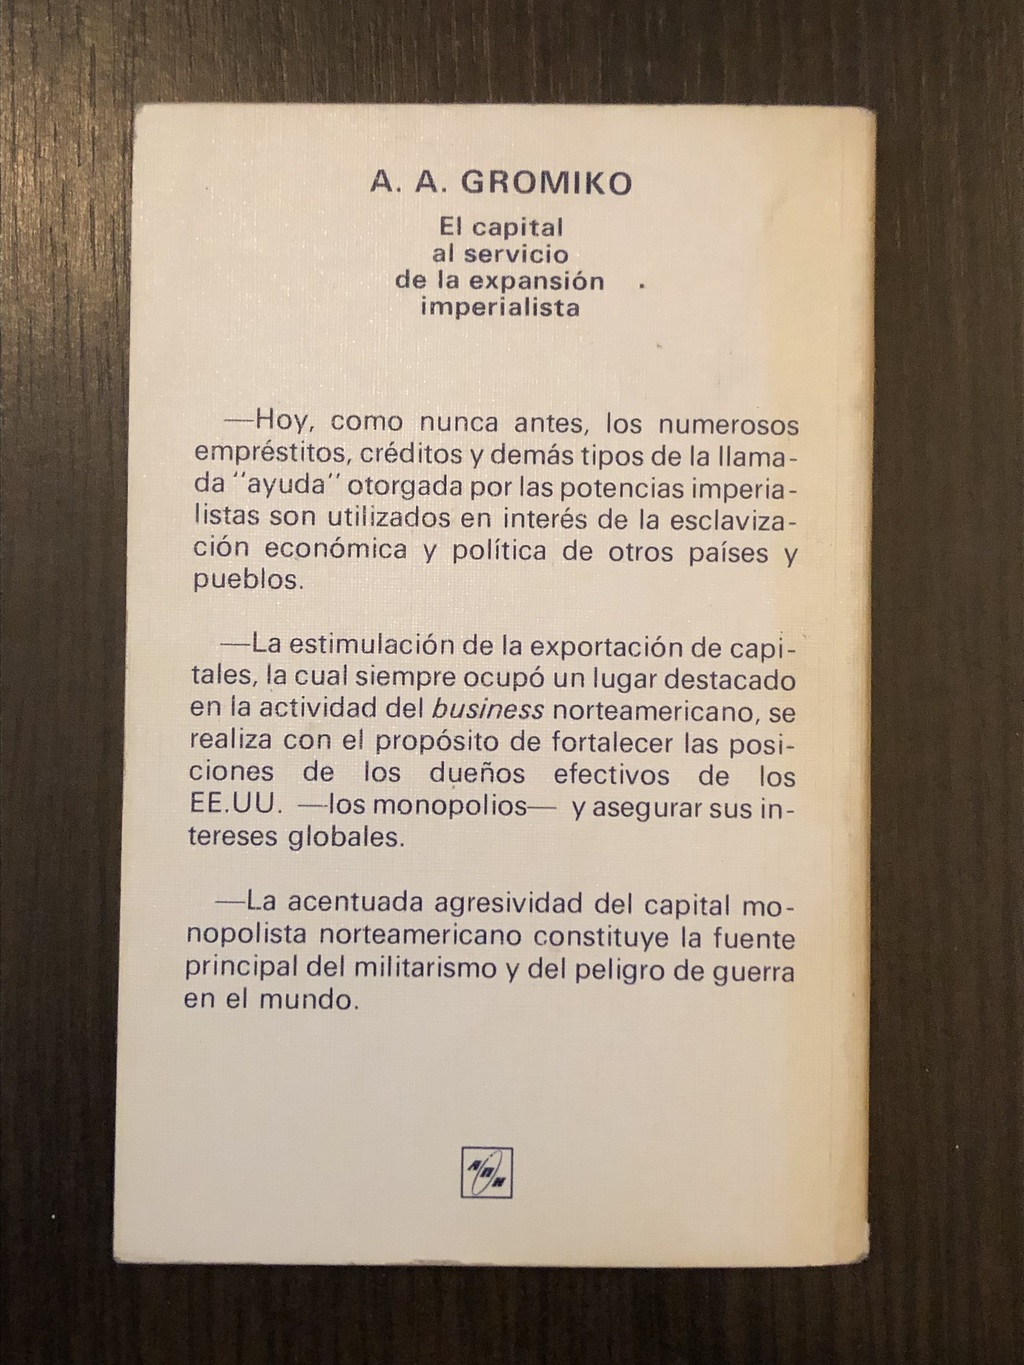 A. A. GROMIKO
El capital
al servicio
de la expansión
imperialista
—Hoy, como nunca antes, los numerosos
empréstitos, créditos y demás tipos de la llama-
da "ayuda" otorgada por las potencias imperia-
listas son utilizados en interés de la esclaviza-
ción económica y política de otros países y
pueblos.
—La estimulación de la exportación de capi-
tales, la cual siempre ocupó un lugar destacado
en la actividad del business norteamericano, se
realiza con el propósito de fortalecer las posi-
ciones de los dueños efectivos de los
EE.UU. —los monopolios— y asegurar sus in-
tereses globales.
—La acentuada agresividad del capital mo-
nopolista norteamericano constituye la fuente
principal del militarismo y del peligro de guerra
en el mundo.
АПН